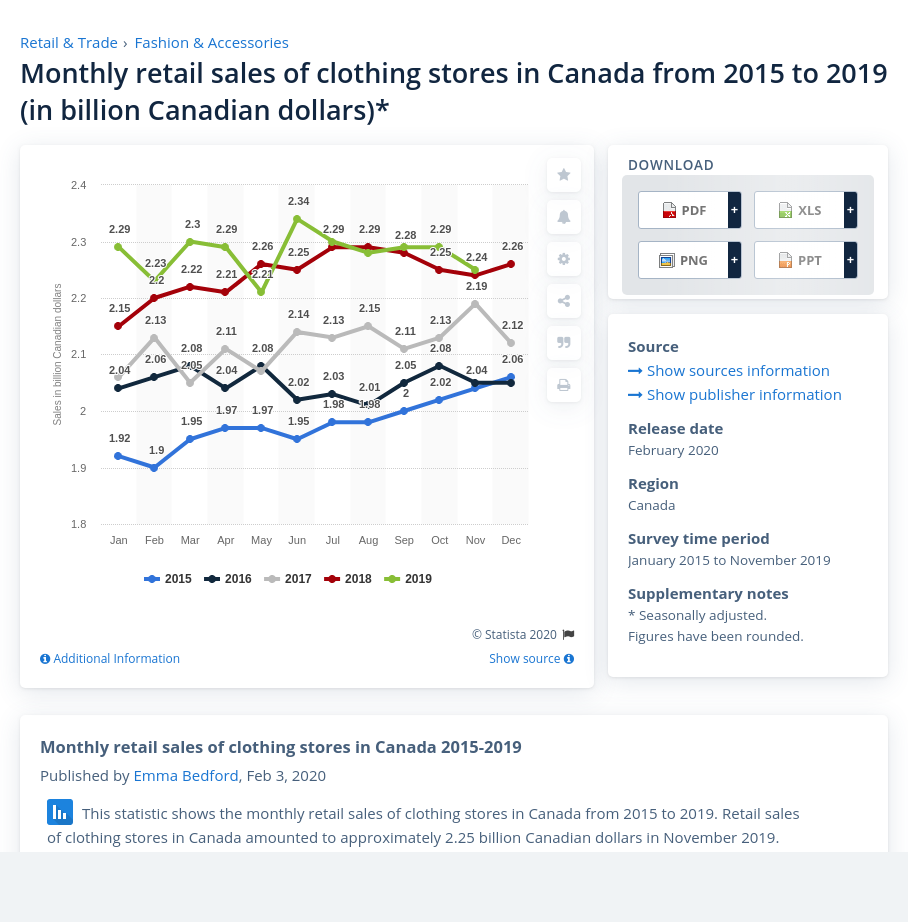 Retail & Trade › Fashion & Accessories
Monthly retail sales of clothing stores in Canada from 2015 to 2019
(in billion Canadian dollars)*
DOWNLOAD
PDF +
XLS +
PNG +
PPT +
Sales in billion Canadian dollars
2.4
2.3
2.2
2.1
2
1.9
1.8
2.34
2.29 2.3 2.29 2.29 2.29 2.28 2.29
2.23 2.26 2.25 2.25 2.24 2.26
2.2 2.22 2.21 2.21
2.19
2.15 2.13 2.11 2.14 2.13 2.15 2.11 2.13 2.12
2.08 2.08 2.08
2.04 2.06 2.05 2.04 2.02 2.03 2.01 2.05 2.02 2.04 2.06
1.98 1.98 2
1.92 1.9 1.95 1.97 1.97 1.95
Jan Feb Mar Apr May Jun Jul Aug Sep Oct Nov Dec
2015 2016 2017 2018 2019
© Statista 2020
Additional Information Show source
Source
Show sources information
Show publisher information
Release date
February 2020
Region
Canada
Survey time period
January 2015 to November 2019
Supplementary notes
* Seasonally adjusted.
Figures have been rounded.
Monthly retail sales of clothing stores in Canada 2015-2019
Published by Emma Bedford, Feb 3, 2020
This statistic shows the monthly retail sales of clothing stores in Canada from 2015 to 2019. Retail sales
of clothing stores in Canada amounted to approximately 2.25 billion Canadian dollars in November 2019.